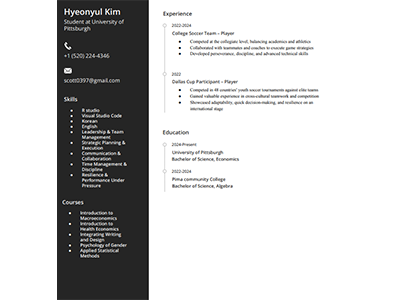 Hyeonyul Kim
Student at University of
Pittsburgh
+1 (520) 224-4346
scott0397@gmail.com
Skills
R studio
Visual Studio Code
Korean
English
Leadership & Team
Management
Strategic Planning &
Execution
Communication &
Collaboration
Time Management &
Discipline
Resilience &
Performance Under
Pressure
Courses
Introduction to
Macroeconomics
Introduction to
Health Economics
Integrating Writing
and Design
Psychology of Gender
Applied Statistical
Methods
Experience
2022-2024
College Soccer Team – Player
Competed at the collegiate level, balancing academics and athletics
Collaborated with teammates and coaches to execute game strategies
Developed perseverance, discipline, and advanced technical skills
2022
Dallas Cup Participant – Player
Competed in 48 countries' youth soccer tournaments against elite teams
Gained valuable experience in cross-cultural teamwork and competition
Showcased adaptability, quick decision-making, and resilience on an
international stage
Education
2024-Present
University of Pittsburgh
Bachelor of Science, Economics
2022-2024
Pima community College
Bachelor of Science, Algebra